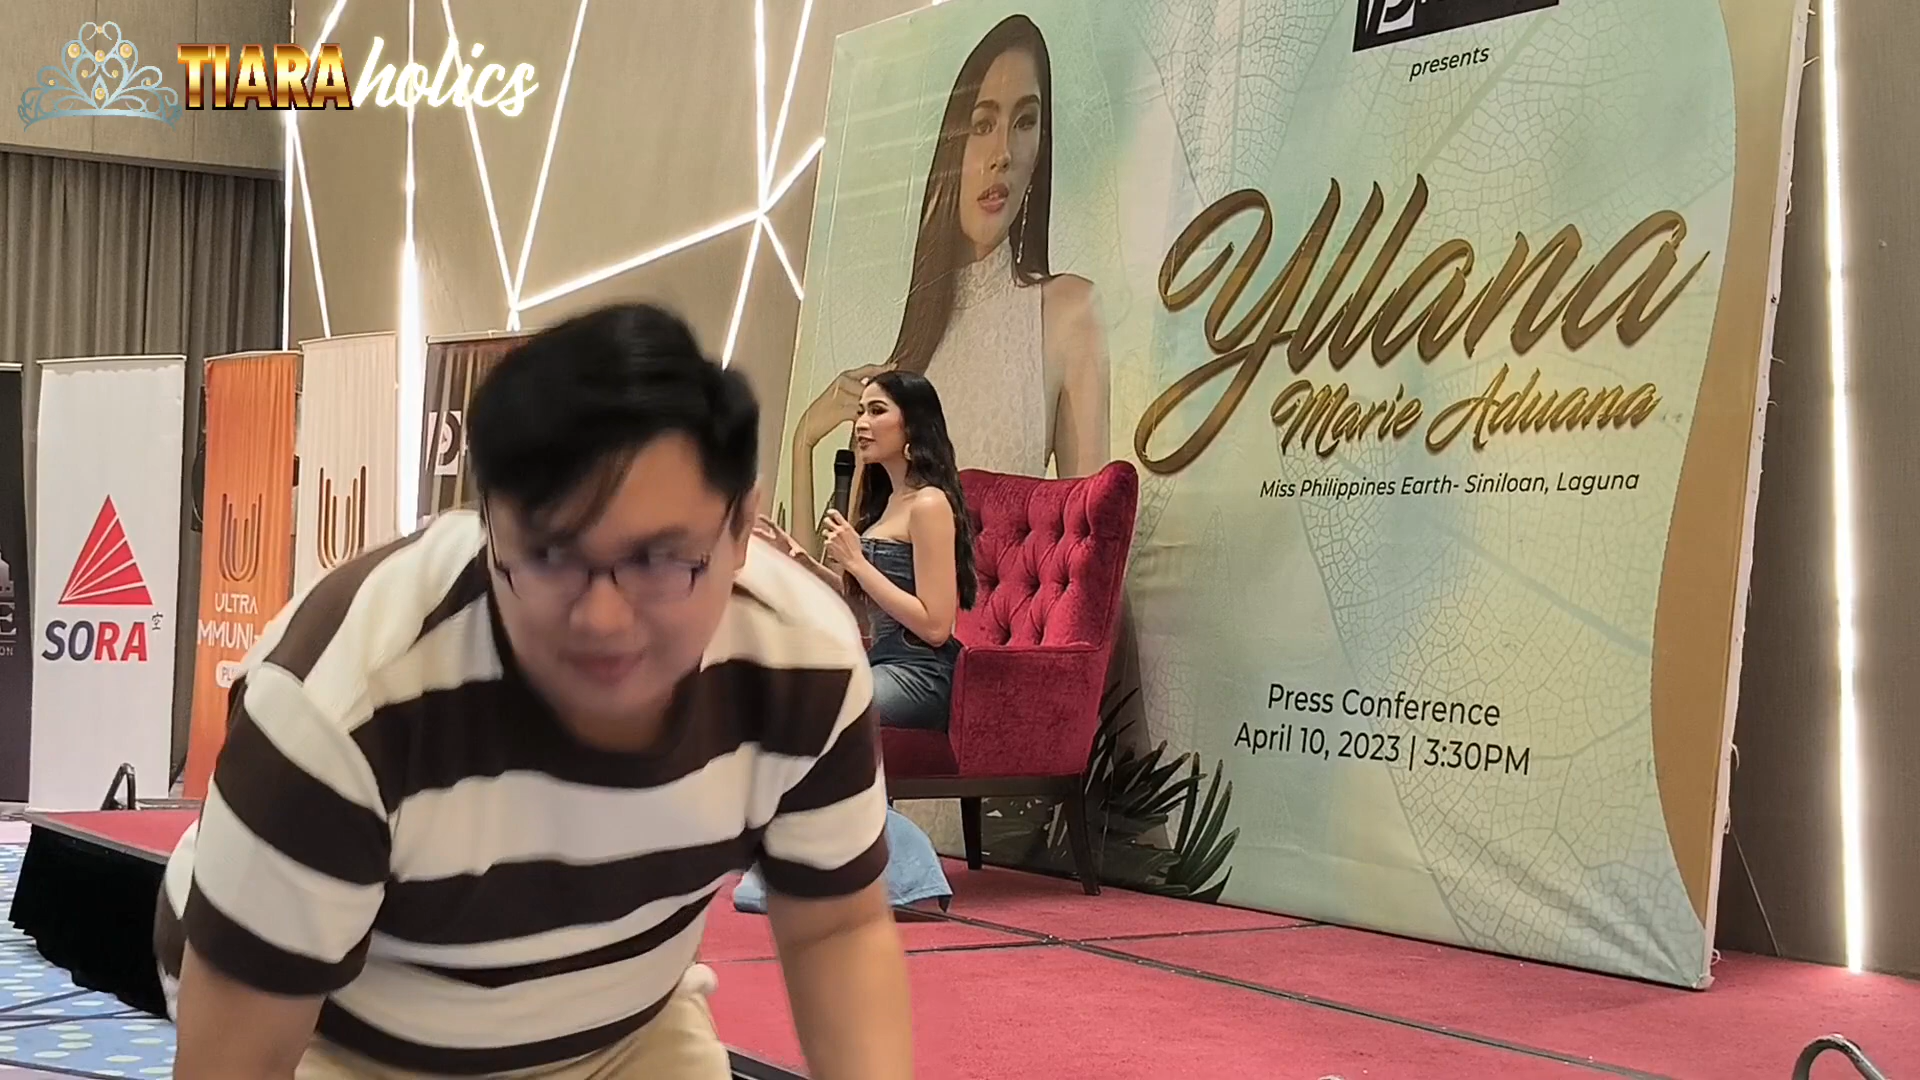 TIARAholics
presents
Yllana
Marie Aduana
Miss Philippines Earth- Siniloan, Laguna
Press Conference
April 10, 2023 | 3:30PM
SORA
空
ULTRA